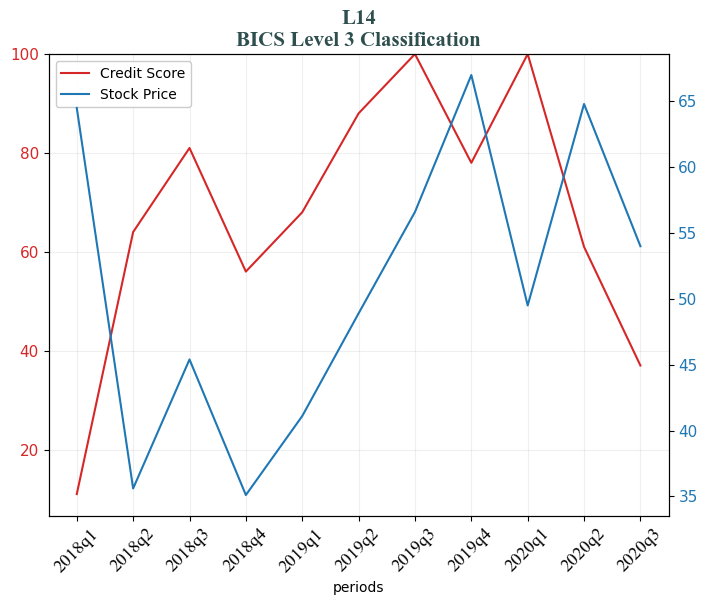 L14
BICS Level 3 Classification
Credit Score
Stock Price
100
80
60
40
20
65
60
55
50
45
40
35
2018q1
2018q2
2018q3
2018q4
2019q1
2019q2
2019q3
2019q4
2020q1
2020q2
2020q3
periods